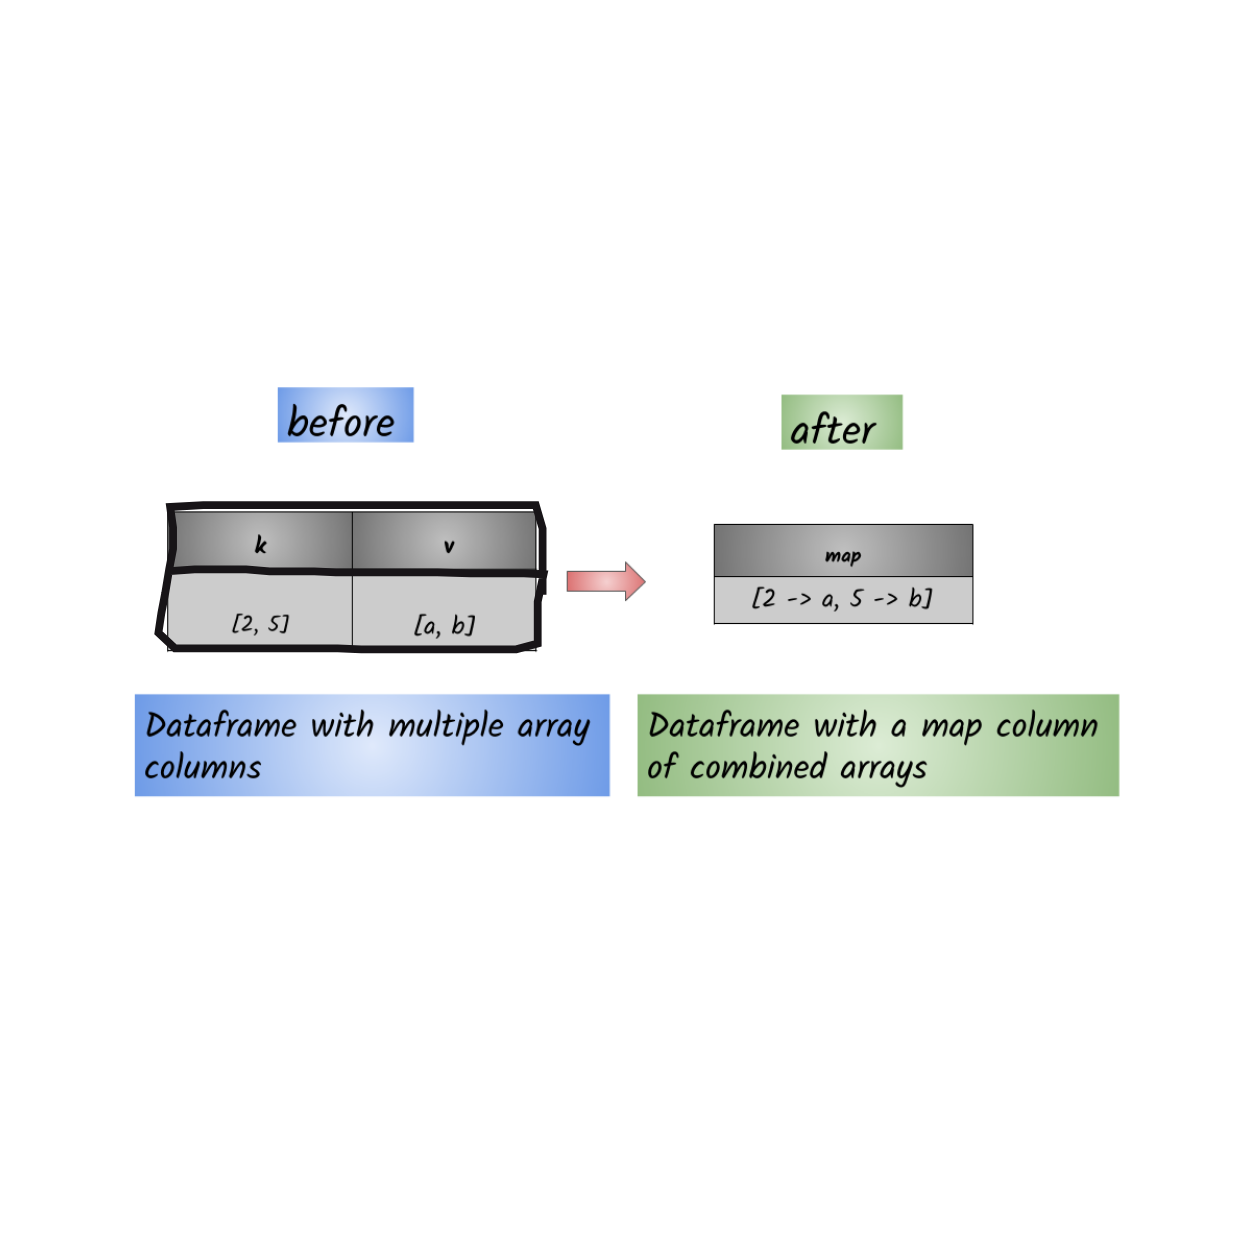 before
after
k v
[2, 5] [a, b]
map
[2 -> a, 5 -> b]
Dataframe with multiple array
columns
Dataframe with a map column
of combined arrays